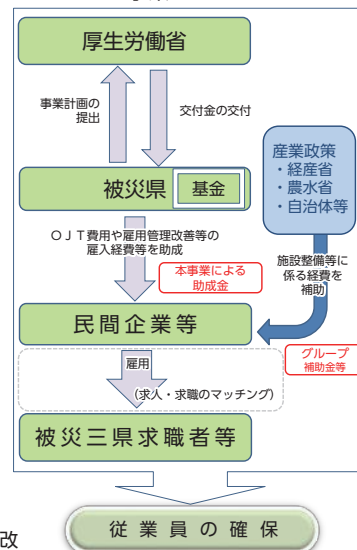 厚生労働省
事業計画の
提出
交付金の交付
被災県
基金
産業政策
・経産省
・農水省
・自治体等
ＯＪＴ費用や雇用管理改善等の
雇入経費等を助成
本事業による
助成金
施設整備等に
係る経費を
補助
民間企業等
グループ
補助金等
雇用
（求人・求職のマッチング）
被災三県求職者等
従業員の確保
改